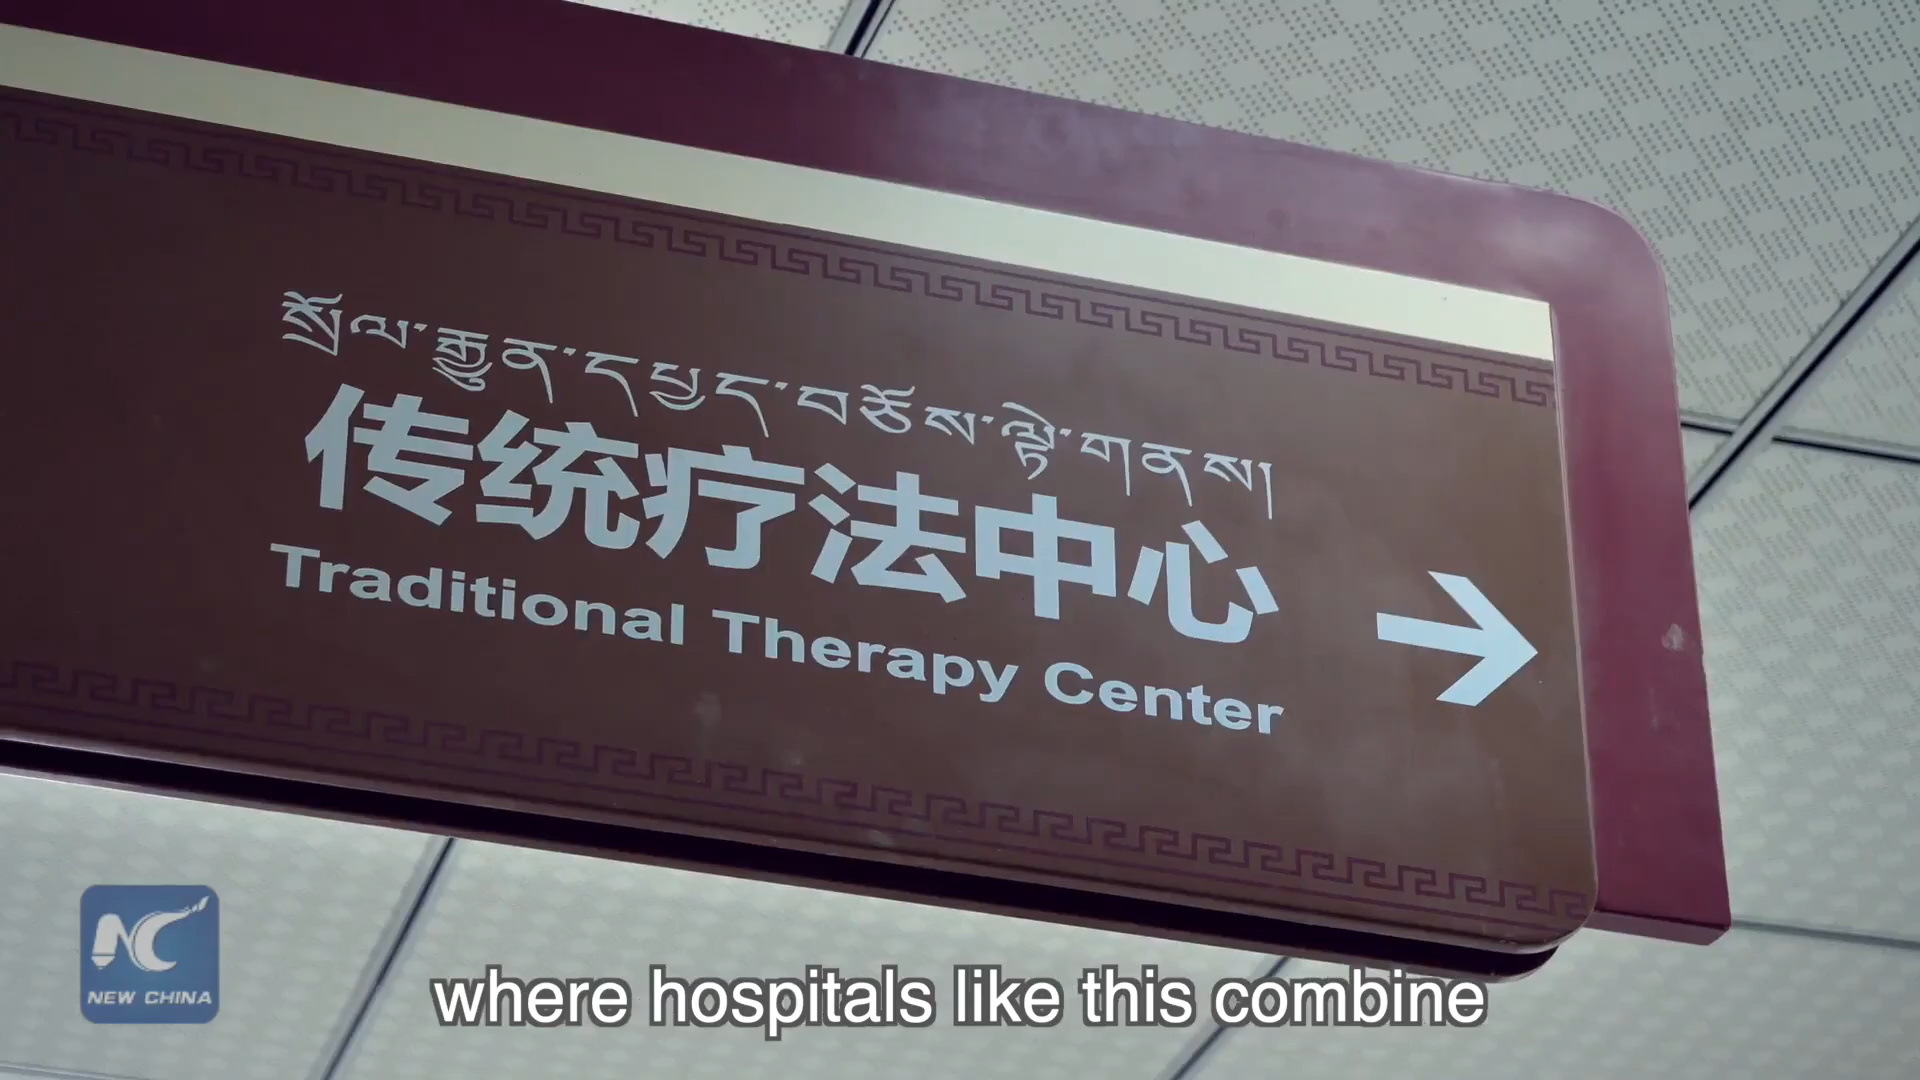 སྲོལ་རྒྱུན་དཔྱད་བཅོས་ལྟེ་གནས།
传统疗法中心
Traditional Therapy Center
NC
NEW CHINA
where hospitals like this combine